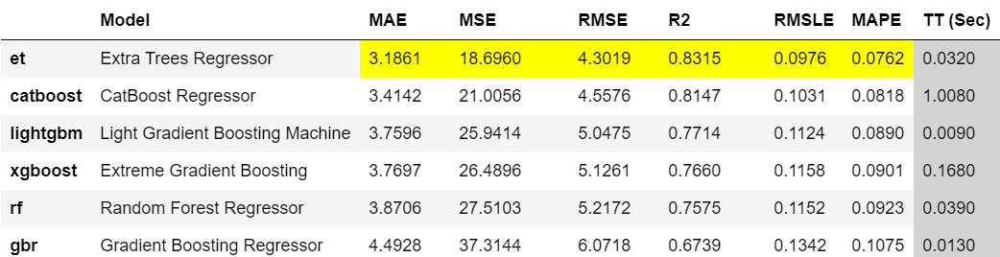 Model MAE MSE RMSE R2 RMSLE MAPE TT (Sec)
et Extra Trees Regressor 3.1861 18.6960 4.3019 0.8315 0.0976 0.0762 0.0320
catboost CatBoost Regressor 3.4142 21.0056 4.5576 0.8147 0.1031 0.0818 1.0080
lightgbm Light Gradient Boosting Machine 3.7596 25.9414 5.0475 0.7714 0.1124 0.0890 0.0090
xgboost Extreme Gradient Boosting 3.7697 26.4896 5.1261 0.7660 0.1158 0.0901 0.1680
rf Random Forest Regressor 3.8706 27.5103 5.2172 0.7575 0.1152 0.0923 0.0390
gbr Gradient Boosting Regressor 4.4928 37.3144 6.0718 0.6739 0.1342 0.1075 0.0130